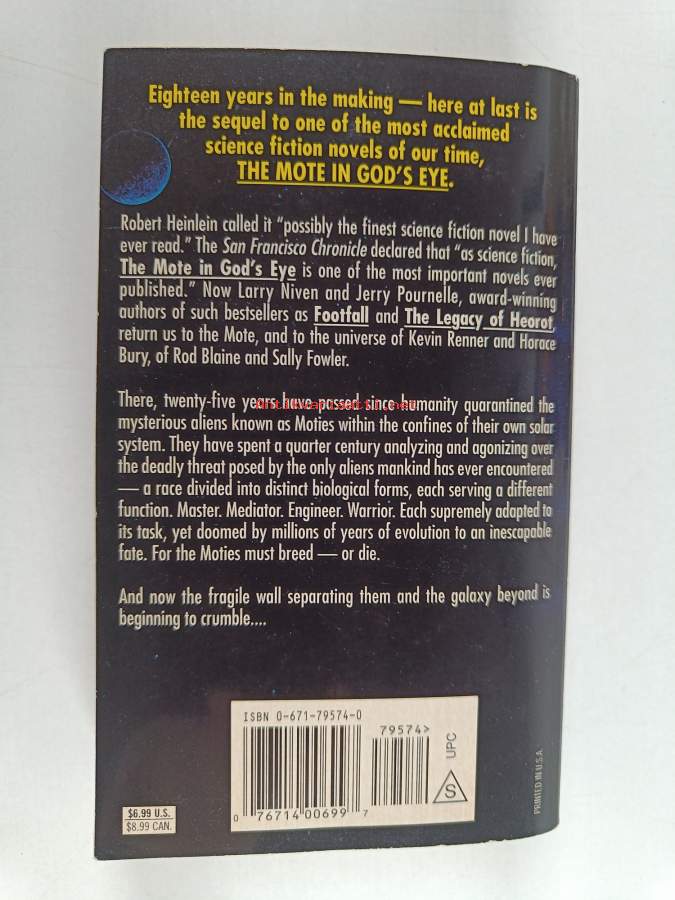 Eighteen years in the making — here at last is
the sequel to one of the most acclaimed
science fiction novels of our time,
THE MOTE IN GOD'S EYE.
Robert Heinlein called it "possibly the finest science fiction novel I have
ever read." The San Francisco Chronicle declared that "as science fiction,
The Mote in God's Eye is one of the most important novels ever
published." Now Larry Niven and Jerry Pournelle, award-winning
authors of such bestsellers as Footfall and The Legacy of Heorot,
return us to the Mote, and to the universe of Kevin Renner and Horace
Bury, of Rod Blaine and Sally Fowler.
There, twenty-five years have passed since humanity quarantined the
mysterious aliens known as Moties within the confines of their own solar
system. They have spent a quarter century analyzing and agonizing over
the deadly threat posed by the only aliens mankind has ever encountered
— a race divided into distinct biological forms, each serving a different
function. Master. Mediator. Engineer. Warrior. Each supremely adapted to
its task, yet doomed by millions of years of evolution to an inescapable
fate. For the Moties must breed — or die.
And now the fragile wall separating them and the galaxy beyond is
beginning to crumble....
ISBN 0-671-79574-0
79574>
UPC
S
0 76714 00699 7
$6.99 U.S.
$8.99 CAN.
PRINTED IN U.S.A.